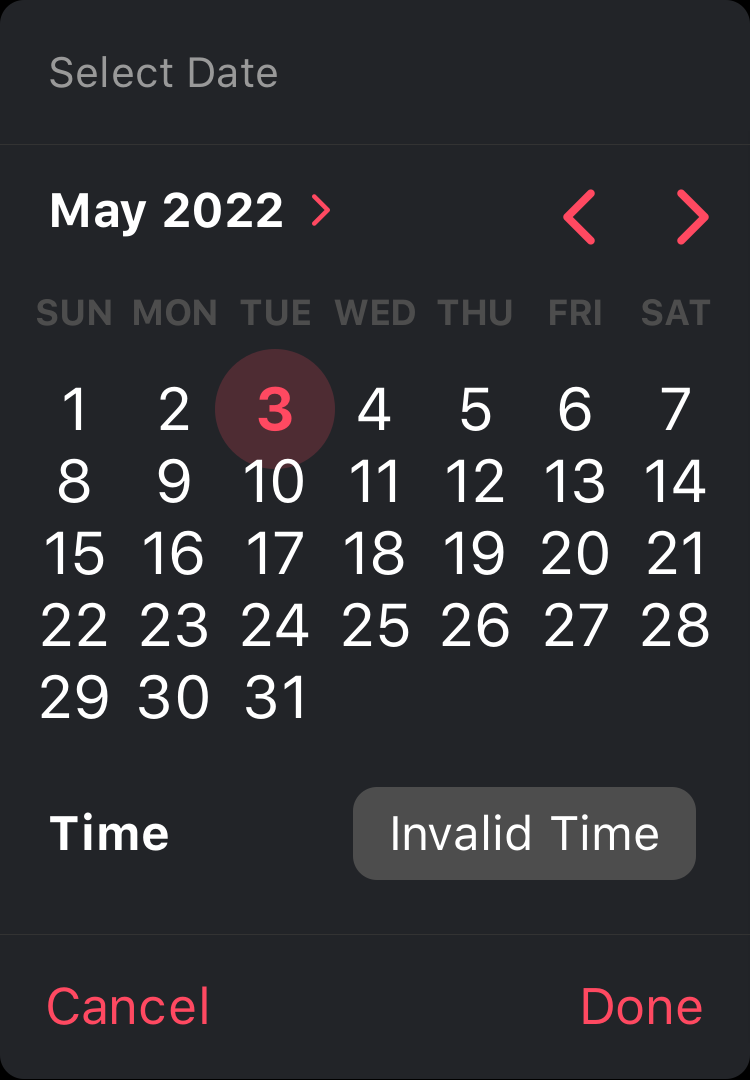 Select Date
May 2022
SUN MON TUE WED THU FRI SAT
1 2 3 4 5 6 7
8 9 10 11 12 13 14
15 16 17 18 19 20 21
22 23 24 25 26 27 28
29 30 31
Time Invalid Time
Cancel Done